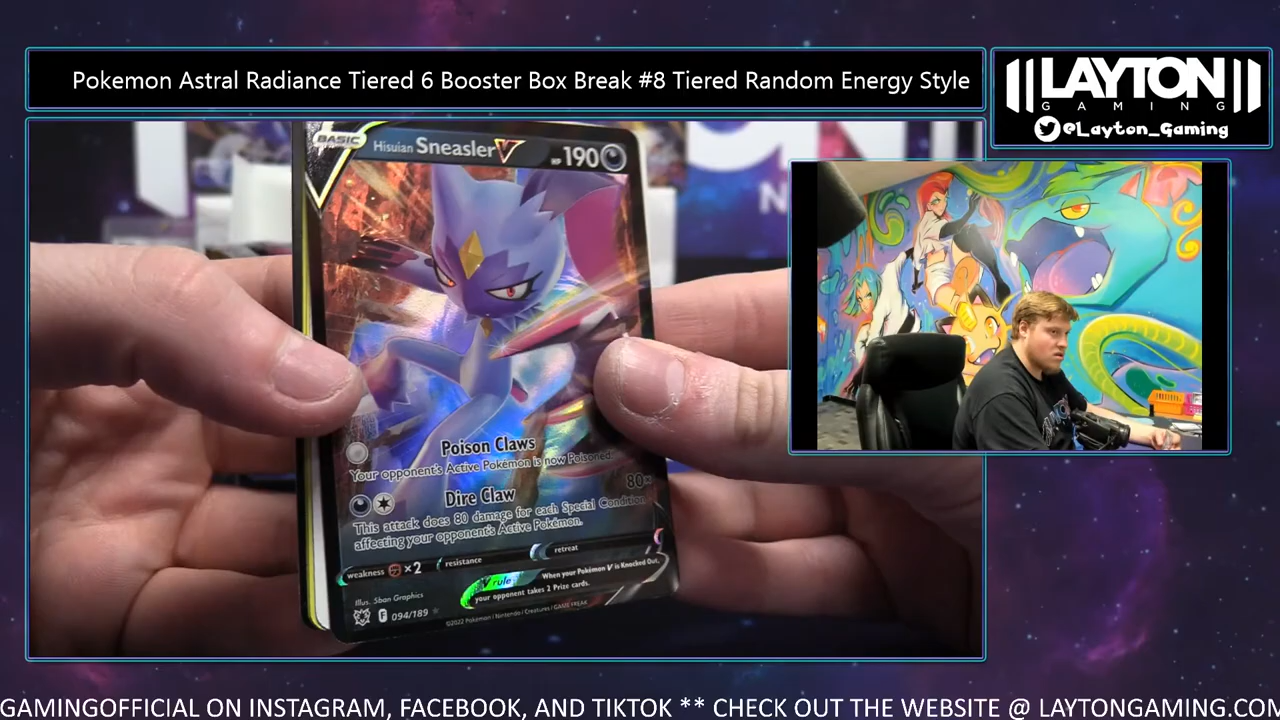 Pokemon Astral Radiance Tiered 6 Booster Box Break #8 Tiered Random Energy Style
LAYTON
GAMING
@Layton_Gaming
BASIC
Hisuian Sneasler V
HP 190
Poison Claws
Your opponent's Active Pokémon is now Poisoned.
Dire Claw 80×
This attack does 80 damage for each Special Condition
affecting your opponent's Active Pokémon.
weakness ×2 resistance retreat
V rule When your Pokémon V is Knocked Out,
your opponent takes 2 Prize cards.
Illus. Sban Graphics
F 094/189
©2022 Pokémon / Nintendo / Creatures / GAME FREAK
GAMINGOFFICIAL ON INSTAGRAM, FACEBOOK, AND TIKTOK ** CHECK OUT THE WEBSITE @ LAYTONGAMING.COM